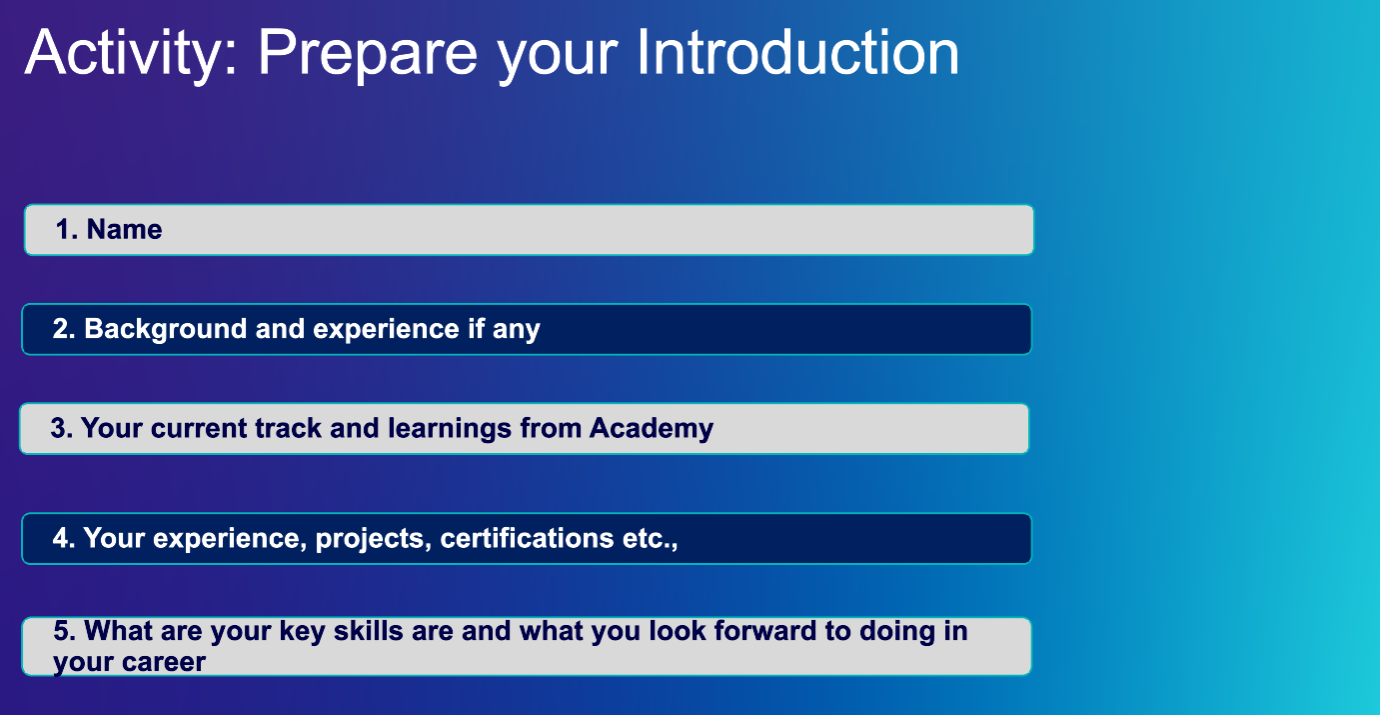 Activity: Prepare your Introduction
1. Name
2. Background and experience if any
3. Your current track and learnings from Academy
4. Your experience, projects, certifications etc.,
5. What are your key skills are and what you look forward to doing in
your career